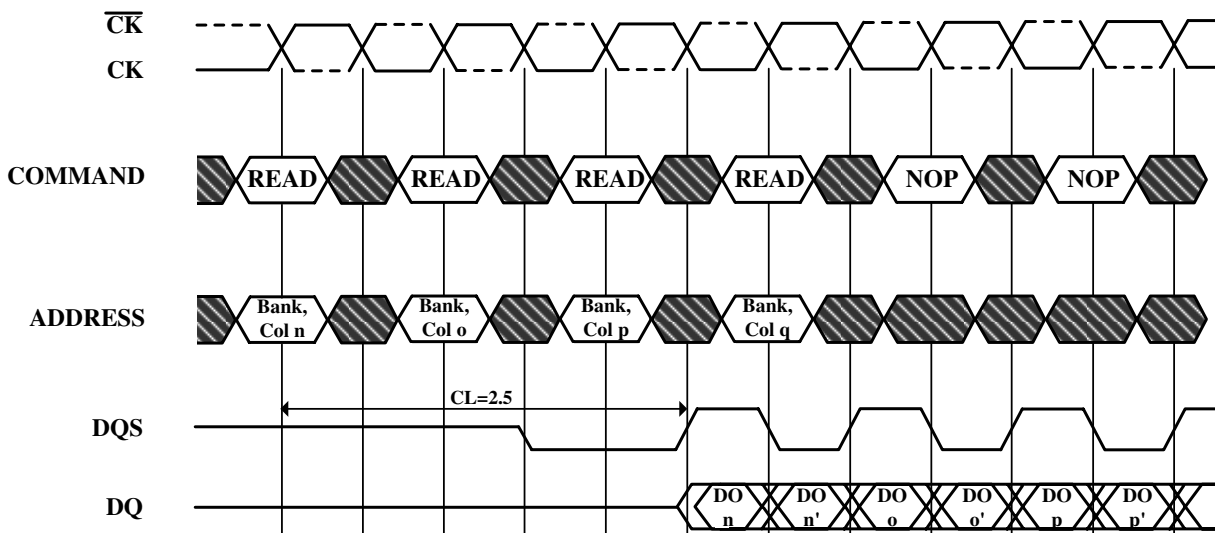 CK
CK
COMMAND
READ READ READ READ NOP NOP
ADDRESS
Bank, Bank, Bank, Bank,
Col n Col o Col p Col q
CL=2.5
DQS
DQ
DO DO DO DO DO DO
n n' o o' p p'